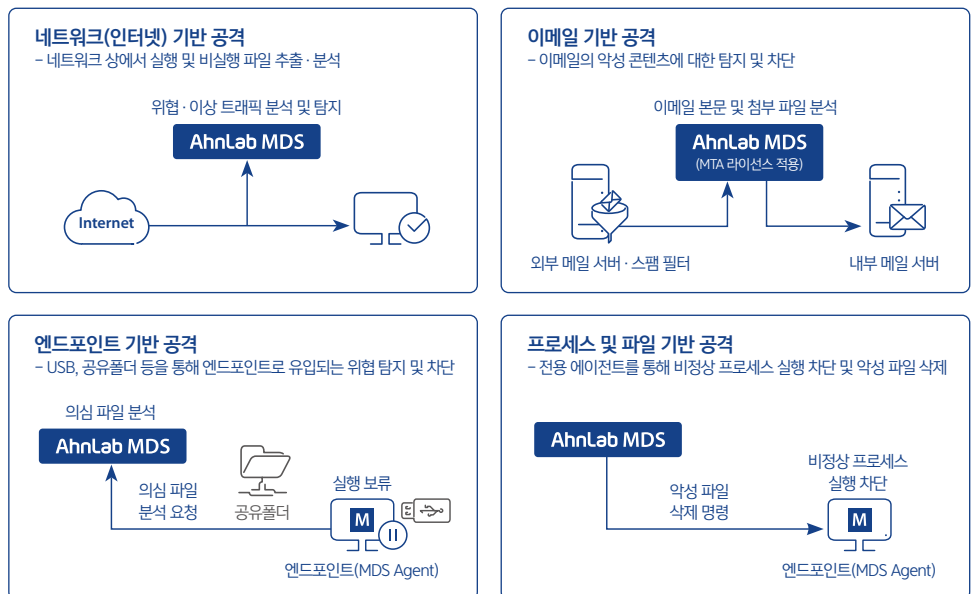 네트워크(인터넷) 기반 공격
– 네트워크 상에서 실행 및 비실행 파일 추출 · 분석
위협 · 이상 트래픽 분석 및 탐지
AhnLab MDS
Internet
이메일 기반 공격
– 이메일의 악성 콘텐츠에 대한 탐지 및 차단
이메일 본문 및 첨부 파일 분석
AhnLab MDS
(MTA 라이선스 적용)
외부 메일 서버 · 스팸 필터
내부 메일 서버
엔드포인트 기반 공격
– USB, 공유폴더 등을 통해 엔드포인트로 유입되는 위협 탐지 및 차단
의심 파일 분석
AhnLab MDS
의심 파일
분석 요청
공유폴더
실행 보류
M
엔드포인트(MDS Agent)
프로세스 및 파일 기반 공격
– 전용 에이전트를 통해 비정상 프로세스 실행 차단 및 악성 파일 삭제
AhnLab MDS
악성 파일
삭제 명령
비정상 프로세스
실행 차단
M
엔드포인트(MDS Agent)